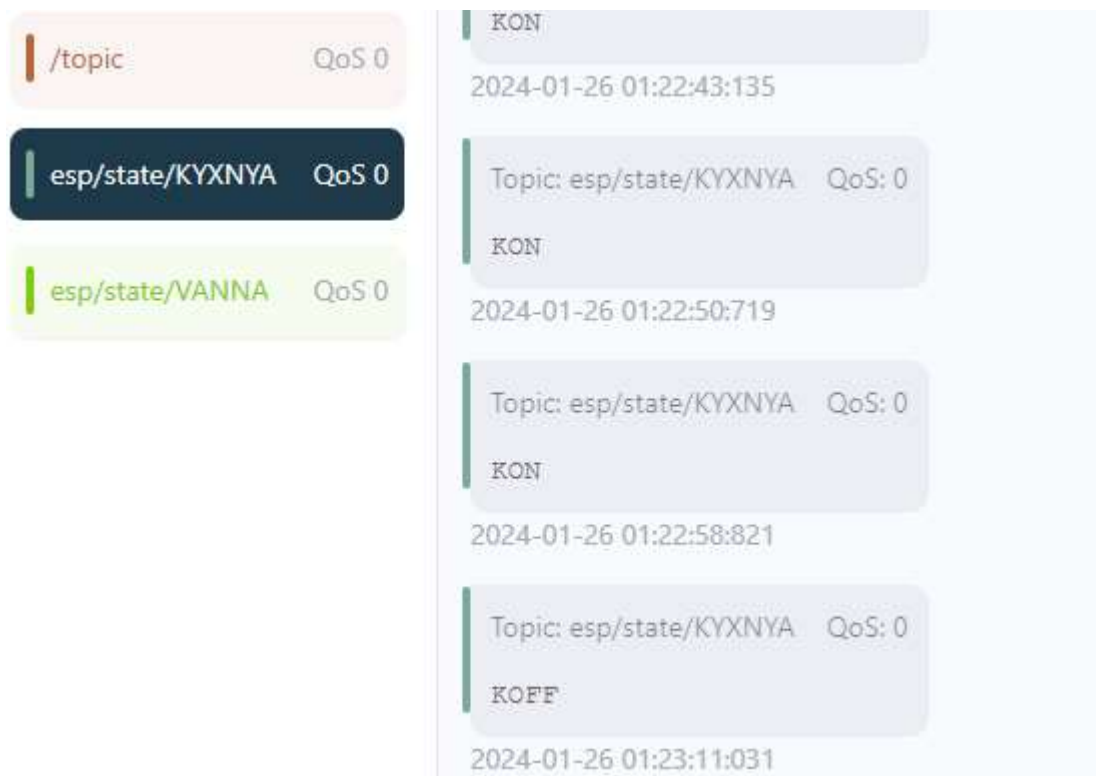 /topic QoS 0
esp/state/KYXNYA QoS 0
esp/state/VANNA QoS 0
KON
2024-01-26 01:22:43:135
Topic: esp/state/KYXNYA QoS: 0
KON
2024-01-26 01:22:50:719
Topic: esp/state/KYXNYA QoS: 0
KON
2024-01-26 01:22:58:821
Topic: esp/state/KYXNYA QoS: 0
KOFF
2024-01-26 01:23:11:031